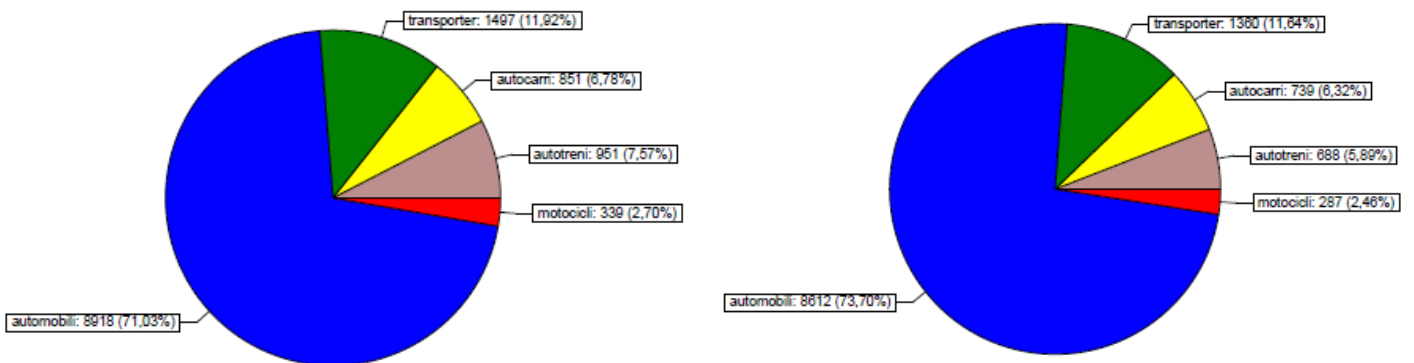 transporter: 1497 (11,92%)
autocarri: 851 (6,78%)
autotreni: 951 (7,57%)
motocicli: 339 (2,70%)
automobili: 8918 (71,03%)
transporter: 1360 (11,64%)
autocarri: 739 (6,32%)
autotreni: 688 (5,89%)
motocicli: 287 (2,46%)
automobili: 8612 (73,70%)